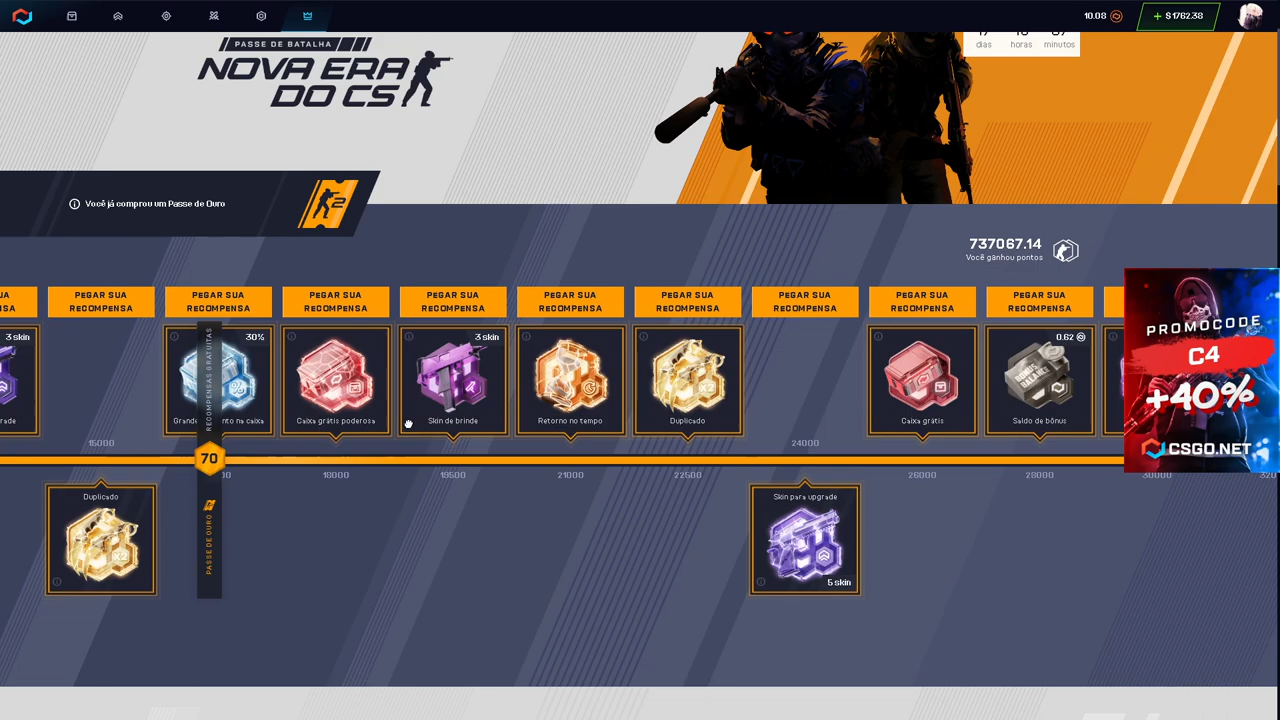 10.08
+ $ 1762.38
PASSE DE BATALHA
NOVA ERA
DO CS
dias
horas
minutos
Você já comprou um Passe de Ouro
2
737067.14
Você ganhou pontos
PEGAR SUA
RECOMPENSA
PEGAR SUA
RECOMPENSA
PEGAR SUA
RECOMPENSA
PEGAR SUA
RECOMPENSA
PEGAR SUA
RECOMPENSA
PEGAR SUA
RECOMPENSA
PEGAR SUA
RECOMPENSA
PEGAR SUA
RECOMPENSA
PEGAR SUA
RECOMPENSA
3 skin
30%
3 skin
0.62
Caixa grátis poderosa
Skin de brinde
Retorno no tempo
X2
Duplicado
Caixa grátis
BONUS
BALANCE
Saldo de bônus
RECOMPENSAS GRATUITAS
15000
24000
70
18000
19500
21000
22500
26000
28000
30000
PASSE DE OURO
Duplicado
X2
Skin para upgrade
5 skin
PROMOCODE
C4
+40%
CSGO.NET